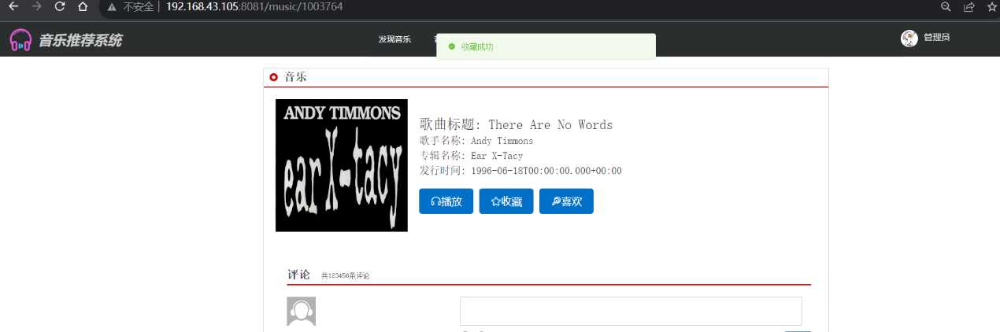 不安全 | 192.168.43.105:8081/music/1003764
音乐推荐系统
发现音乐
收藏成功
管理员
音乐
ANDY TIMMONS
ear X-tacy
歌曲标题: There Are No Words
歌手名称: Andy Timmons
专辑名称: Ear X-Tacy
发行时间: 1996-06-18T00:00:00.000+00:00
播放 收藏 喜欢
评论 共123456条评论